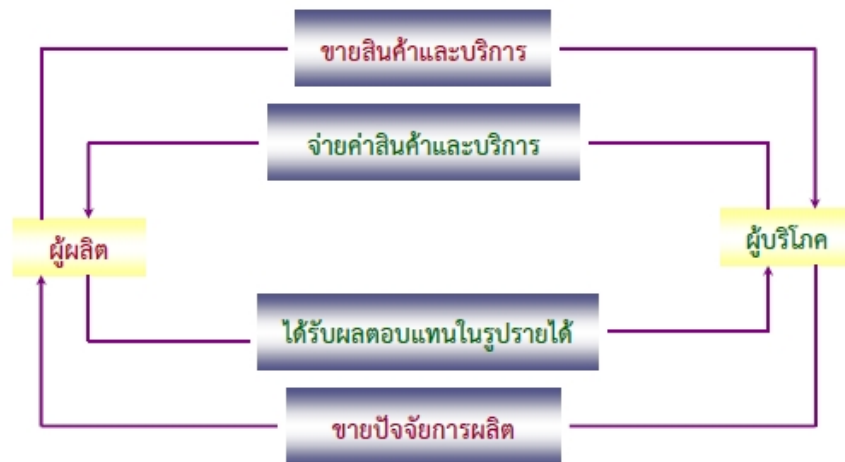 ขายสินค้าและบริการ
จ่ายค่าสินค้าและบริการ
ผู้ผลิต
ผู้บริโภค
ได้รับผลตอบแทนในรูปรายได้
ขายปัจจัยการผลิต